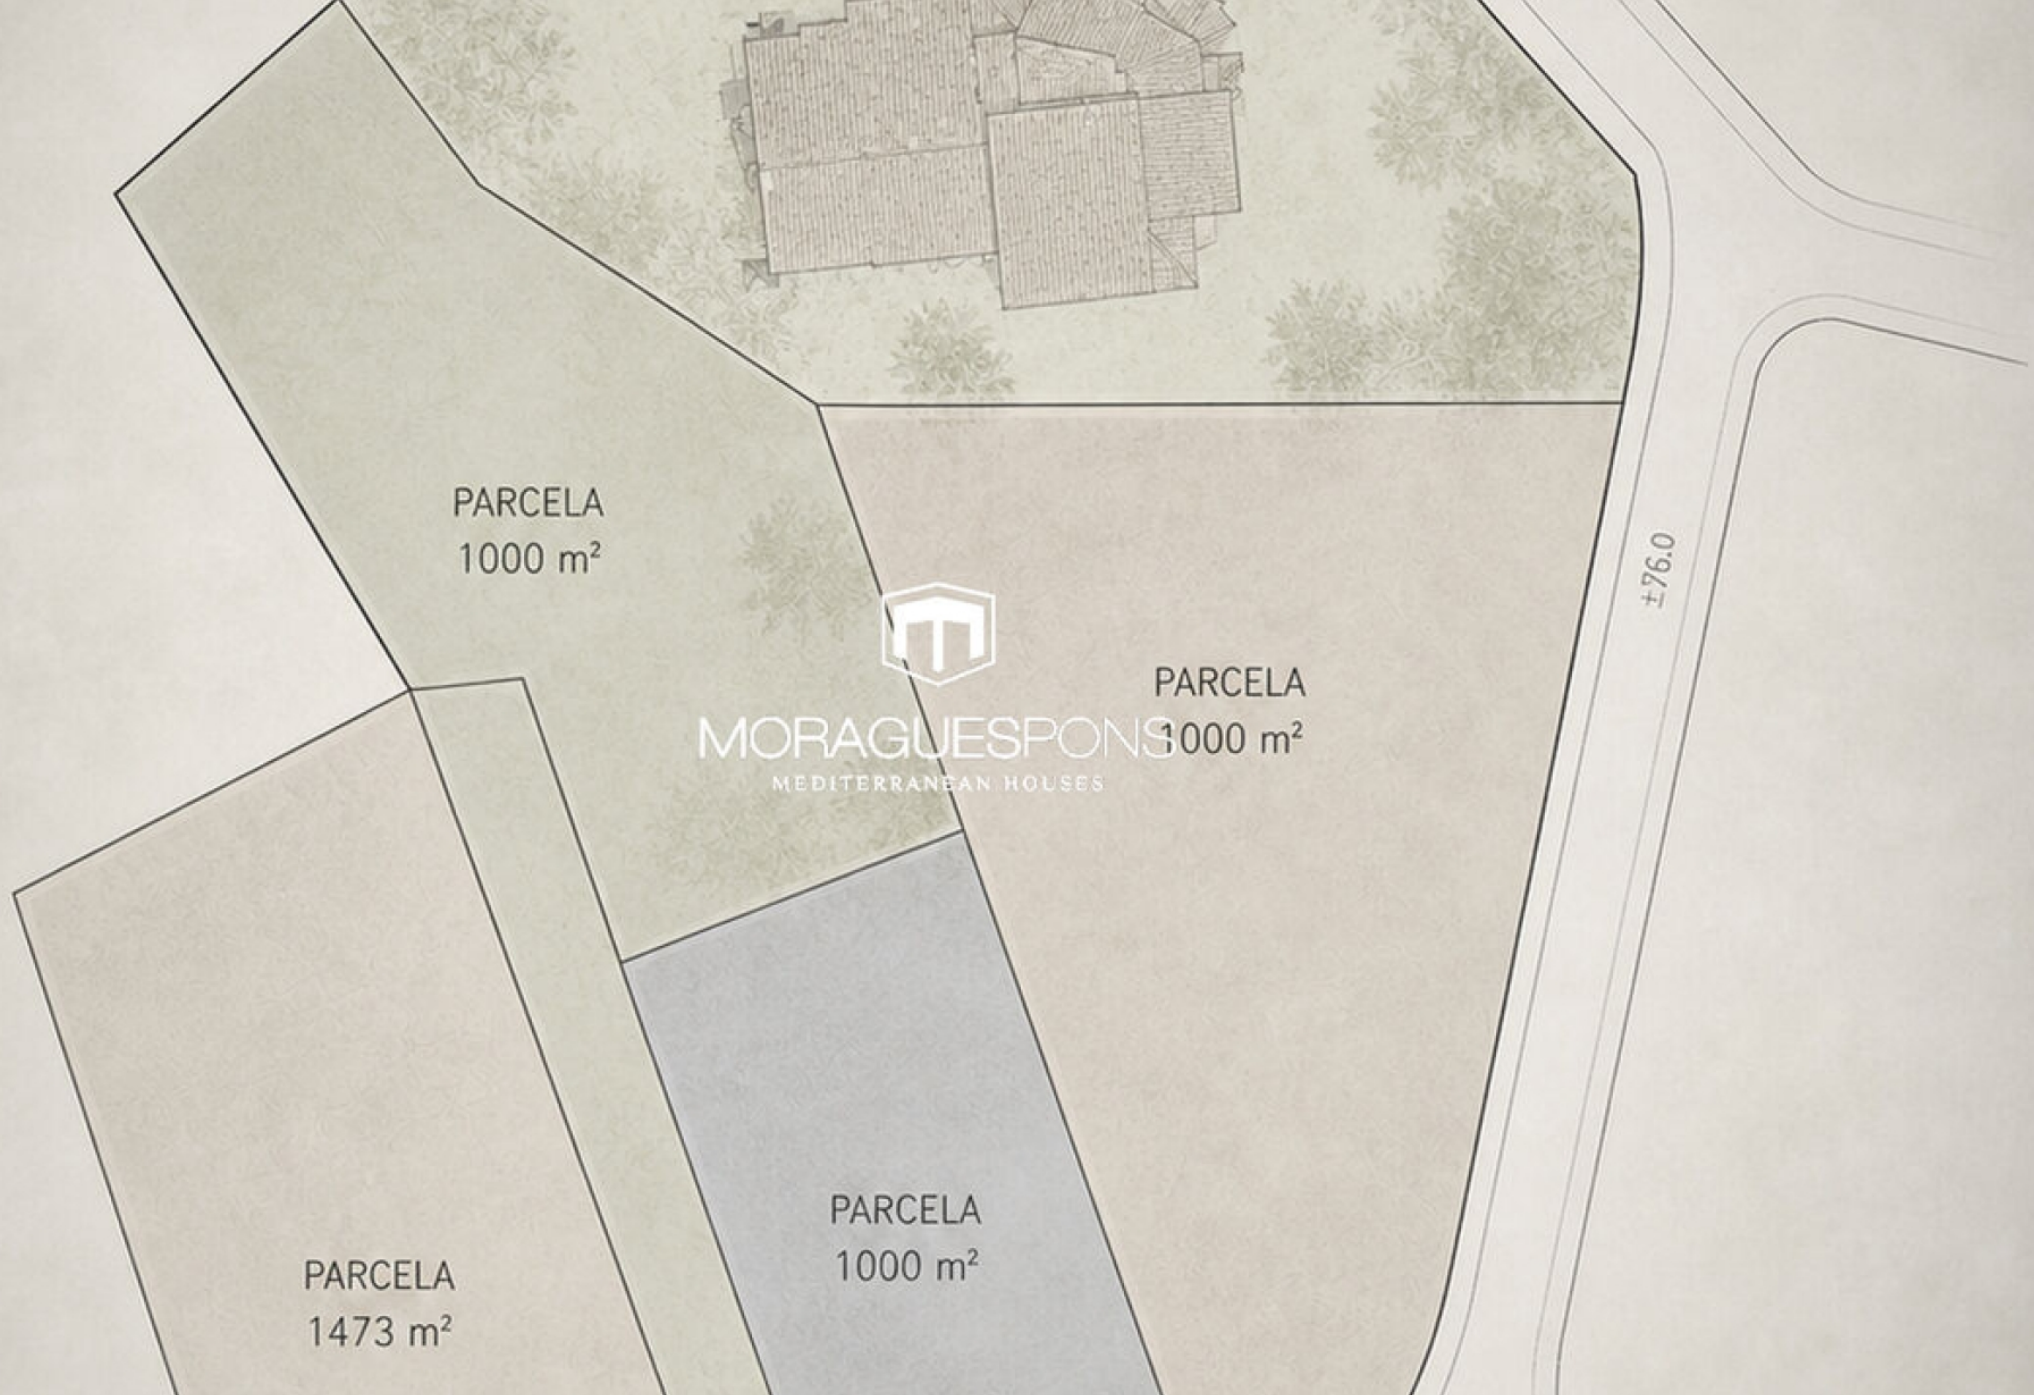 PARCELA
1000 m²
±76.0
PARCELA
1000 m²
MORAGUESPONS
MEDITERRANEAN HOUSES
PARCELA
1000 m²
PARCELA
1473 m²